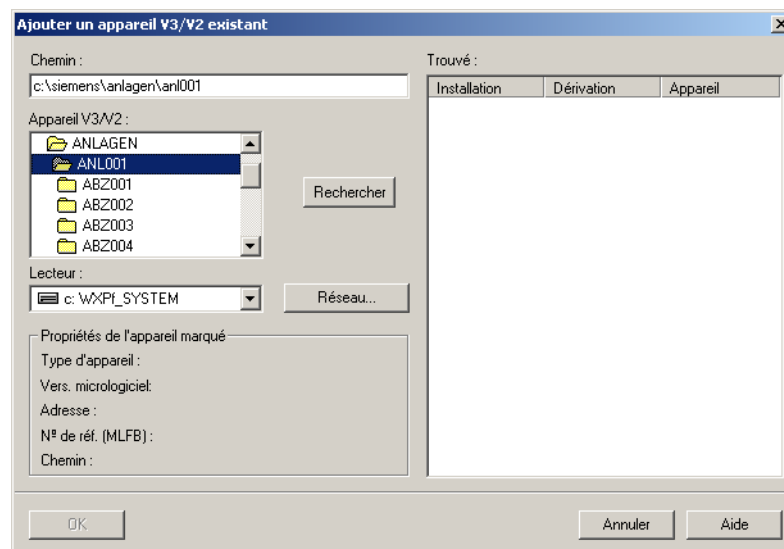 Ajouter un appareil V3/V2 existant
Chemin :
c:\siemens\anlagen\anl001
Appareil V3/V2 :
ANLAGEN
ANL001
ABZ001
ABZ002
ABZ003
ABZ004
Rechercher
Lecteur :
c: WXPf_SYSTEM
Réseau...
Propriétés de l'appareil marqué
Type d'appareil :
Vers. micrologiciel:
Adresse :
Nº de réf. (MLFB) :
Chemin :
Trouvé :
Installation Dérivation Appareil
OK Annuler Aide